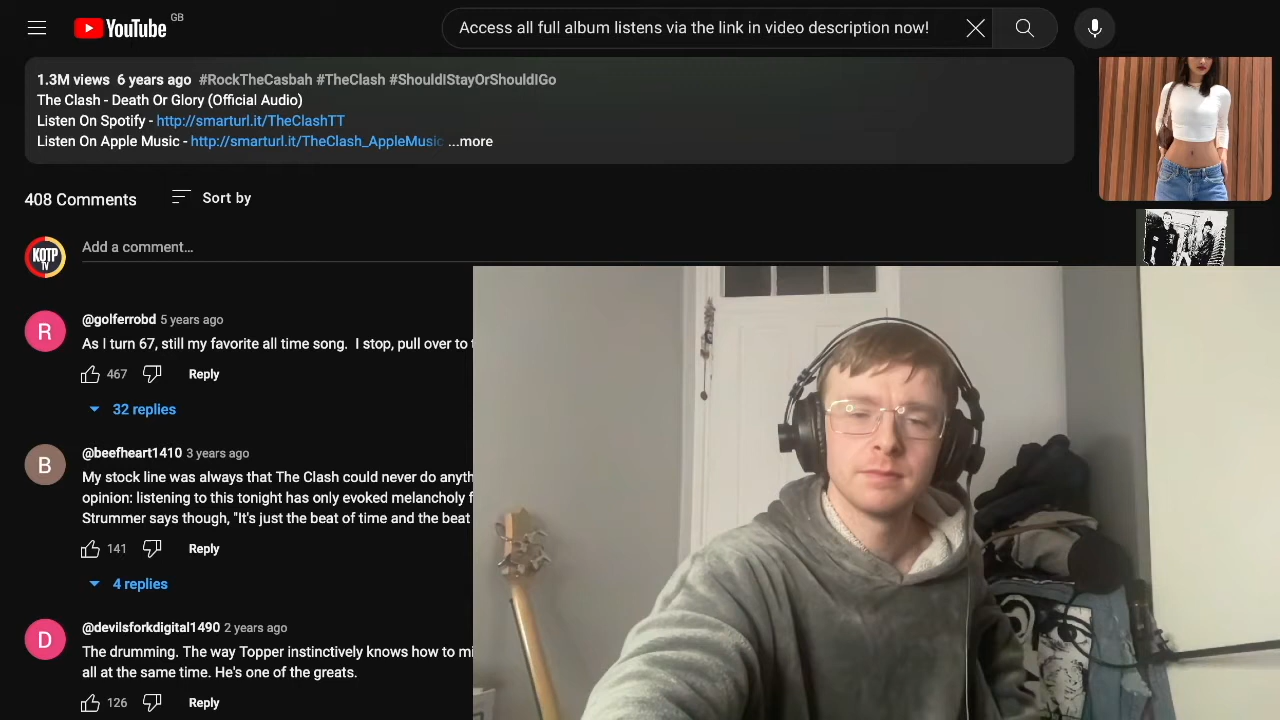 YouTube GB
Access all full album listens via the link in video description now!
1.3M views 6 years ago #RockTheCasbah #TheClash #ShouldIStayOrShouldIGo
The Clash - Death Or Glory (Official Audio)
Listen On Spotify - http://smarturl.it/TheClashTT
Listen On Apple Music - http://smarturl.it/TheClash_AppleMusic ...more
408 Comments Sort by
KOTP
TV
Add a comment...
R
@golferrobd 5 years ago
As I turn 67, still my favorite all time song. I stop, pull over to
467 Reply
32 replies
B
@beefheart1410 3 years ago
My stock line was always that The Clash could never do
opinion: listening to this tonight has only evoked melancholy
Strummer says though, "It's just the beat of time and the beat
141 Reply
4 replies
D
@devilsforkdigital1490 2 years ago
The drumming. The way Topper instinctively knows how to
all at the same time. He's one of the greats.
126 Reply